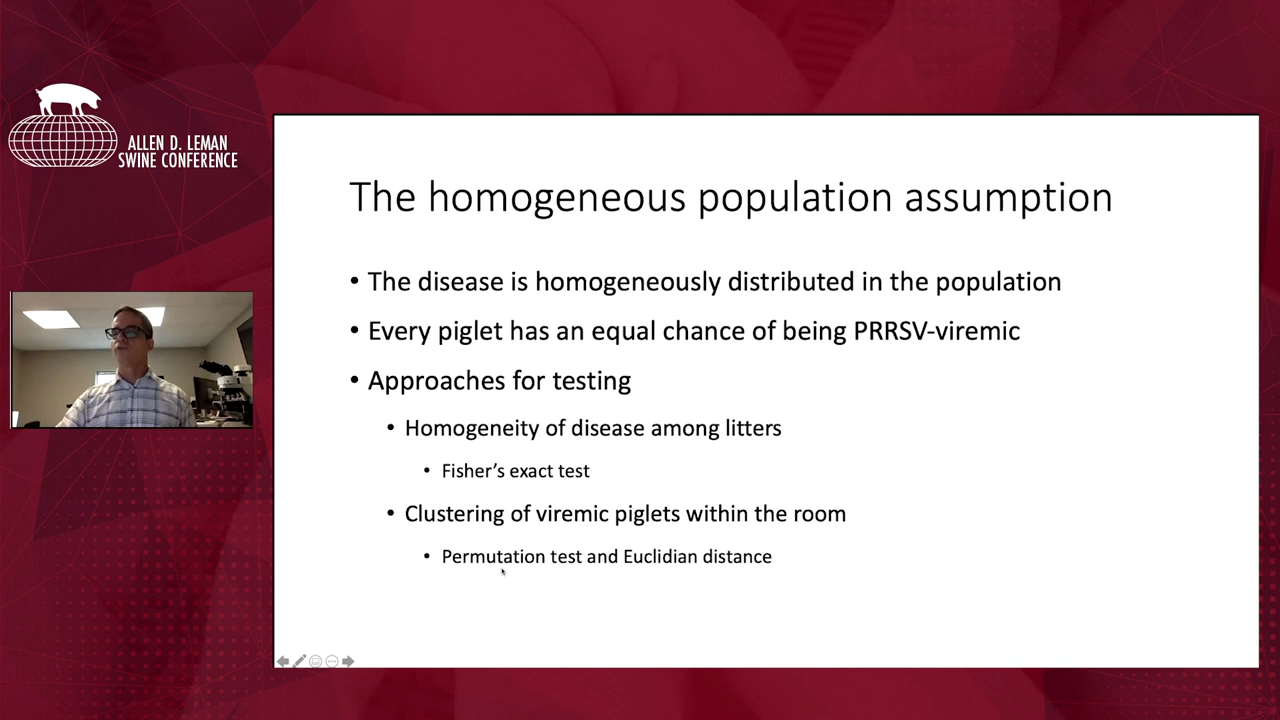 ALLEN D. LEMAN
SWINE CONFERENCE
The homogeneous population assumption
• The disease is homogeneously distributed in the population
• Every piglet has an equal chance of being PRRSV-viremic
• Approaches for testing
• Homogeneity of disease among litters
• Fisher’s exact test
• Clustering of viremic piglets within the room
• Permutation test and Euclidian distance